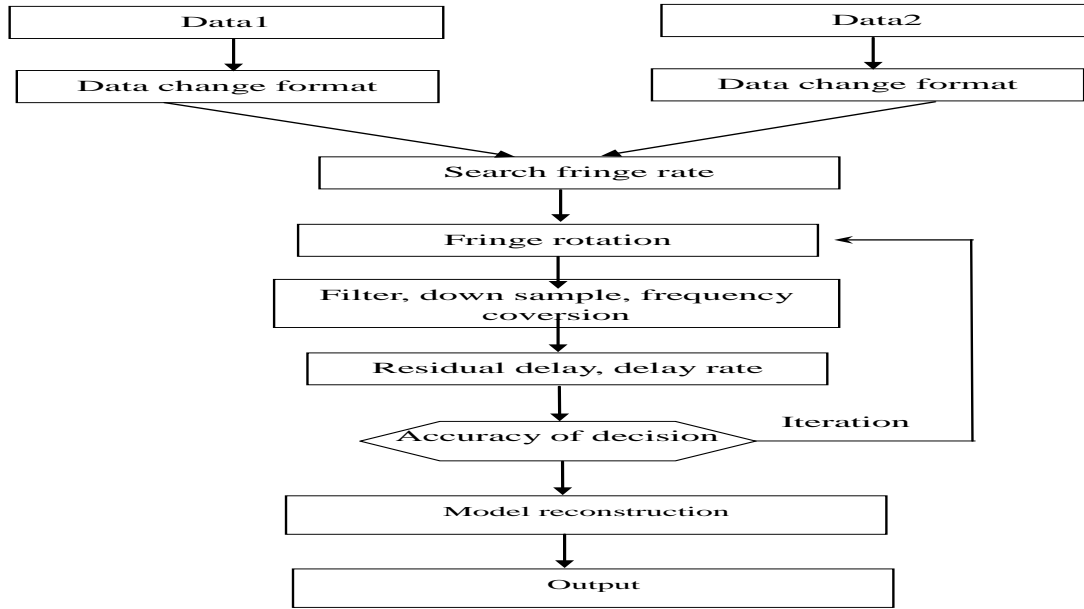 Data1
Data2
Data change format
Data change format
Search fringe rate
Fringe rotation
Filter, down sample, frequency
coversion
Residual delay, delay rate
Iteration
Accuracy of decision
Model reconstruction
Output